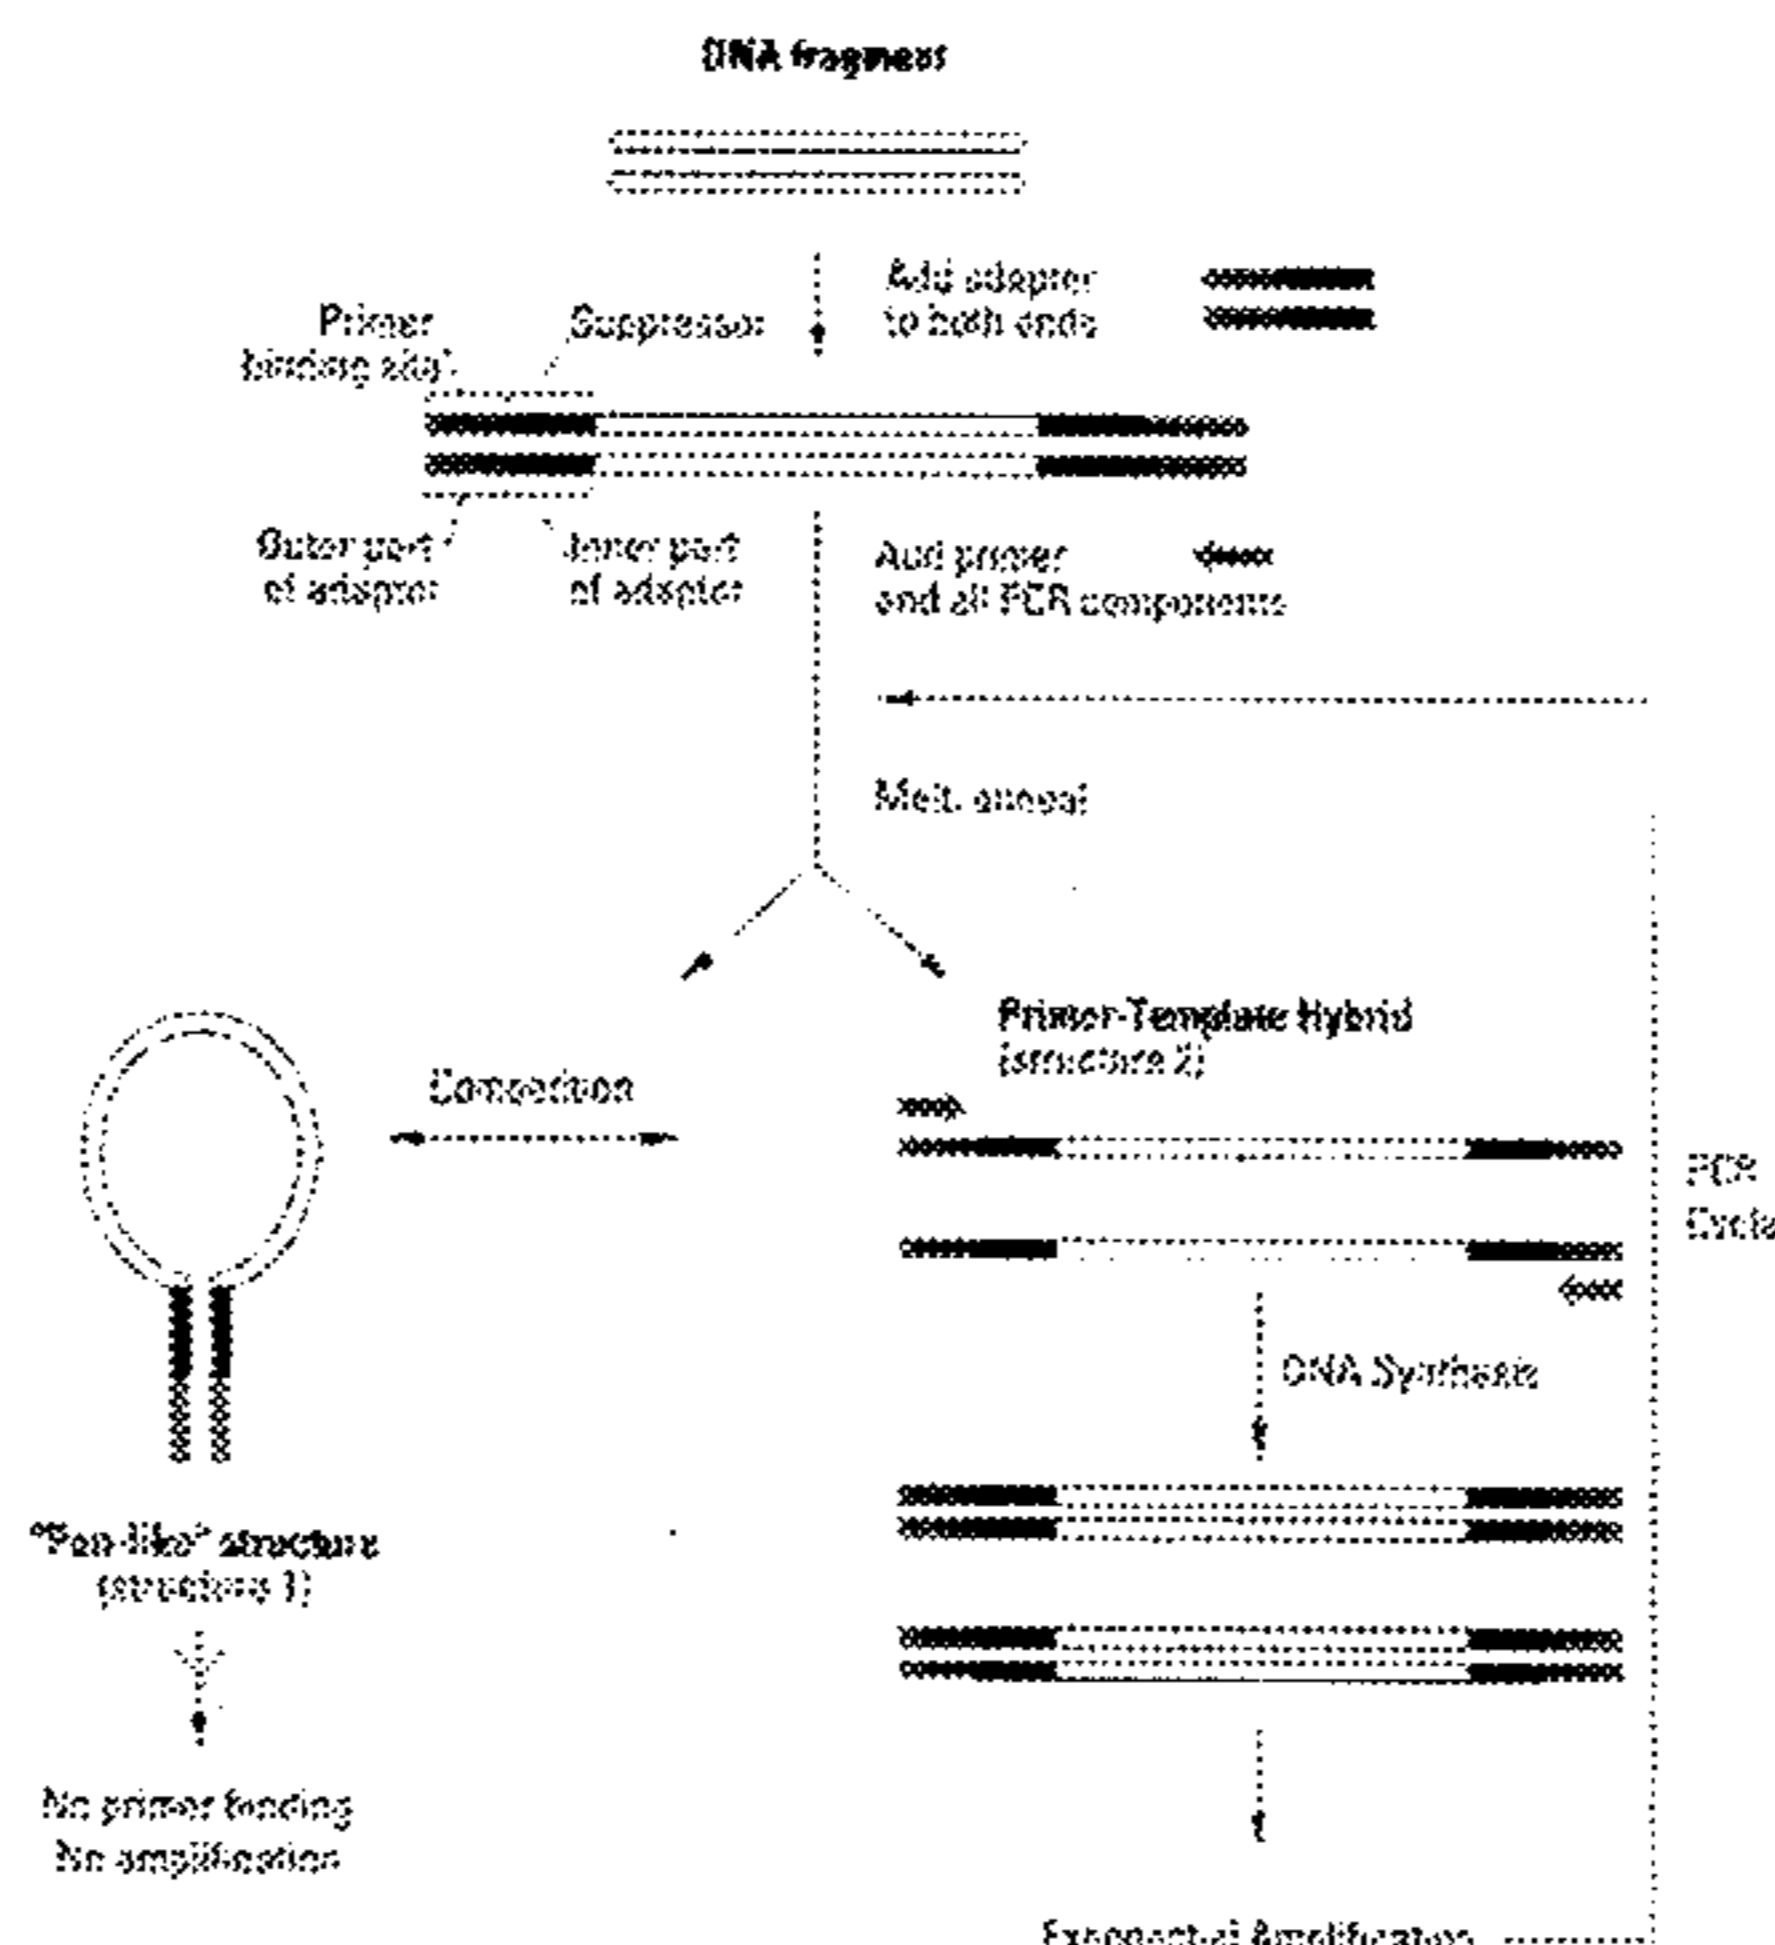 DNA fragment
Add adapter
to both ends
Primer
binding site
Suppressor
Outer part
of adaptor
Inner part
of adaptor
Add primer
and all PCR components
Melt, anneal
Primer-Template Hybrid
(structure 2)
Competition
PCR
Cycle
DNA Synthesis
"Pan-like" structure
(structure 1)
No primer binding
No amplification
Exponential Amplification